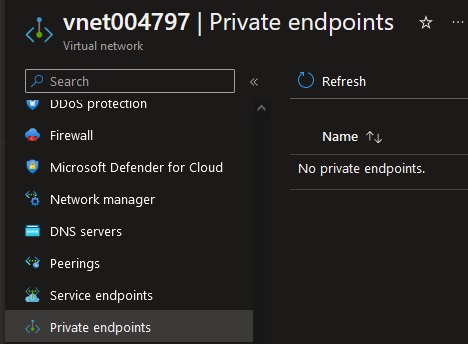 vnet004797 | Private endpoints
Virtual network
Search
Refresh
DDoS protection
Firewall
Microsoft Defender for Cloud
Network manager
DNS servers
Peerings
Service endpoints
Private endpoints
Name
No private endpoints.